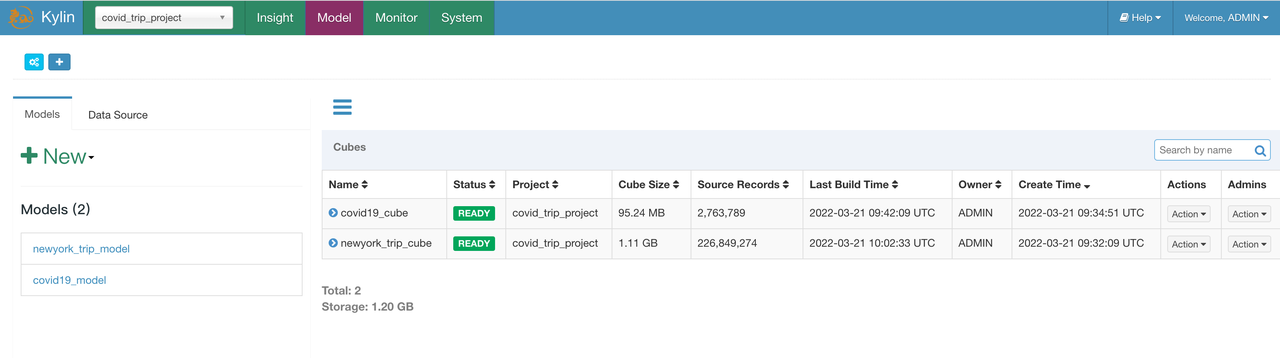 Kylin covid_trip_project Insight Model Monitor System Help Welcome, ADMIN
Models Data Source
New
Models (2)
newyork_trip_model
covid19_model
Cubes Search by name
Name Status Project Cube Size Source Records Last Build Time Owner Create Time Actions Admins
covid19_cube READY covid_trip_project 95.24 MB 2,763,789 2022-03-21 09:42:09 UTC ADMIN 2022-03-21 09:34:51 UTC Action Action
newyork_trip_cube READY covid_trip_project 1.11 GB 226,849,274 2022-03-21 10:02:33 UTC ADMIN 2022-03-21 09:32:09 UTC Action Action
Total: 2
Storage: 1.20 GB